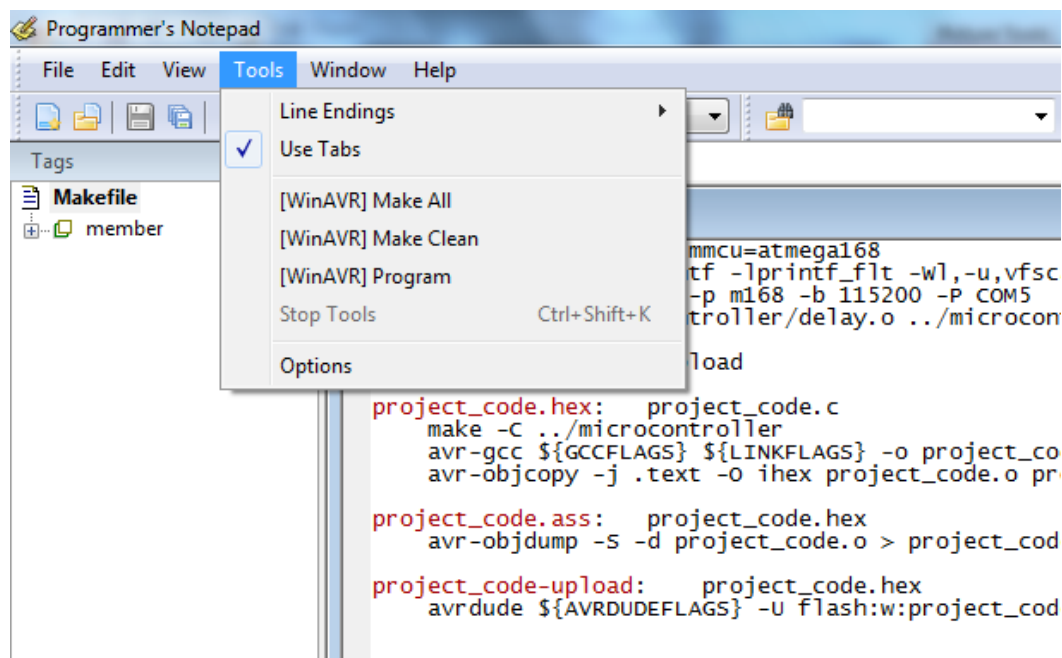 Programmer's Notepad
File Edit View Tools Window Help
Line Endings
Use Tabs
[WinAVR] Make All
[WinAVR] Make Clean
[WinAVR] Program
Stop Tools Ctrl+Shift+K
Options
Tags
Makefile
member
mmcu=atmega168
tf -lprintf_flt -Wl,-u,vfsc
-p m168 -b 115200 -P COM5
troller/delay.o ../microcon
load
project_code.hex: project_code.c
make -C ../microcontroller
avr-gcc ${GCCFLAGS} ${LINKFLAGS} -o project_co
avr-objcopy -j .text -O ihex project_code.o pr
project_code.ass: project_code.hex
avr-objdump -S -d project_code.o > project_cod
project_code-upload: project_code.hex
avrdude ${AVRDUDEFLAGS} -U flash:w:project_cod